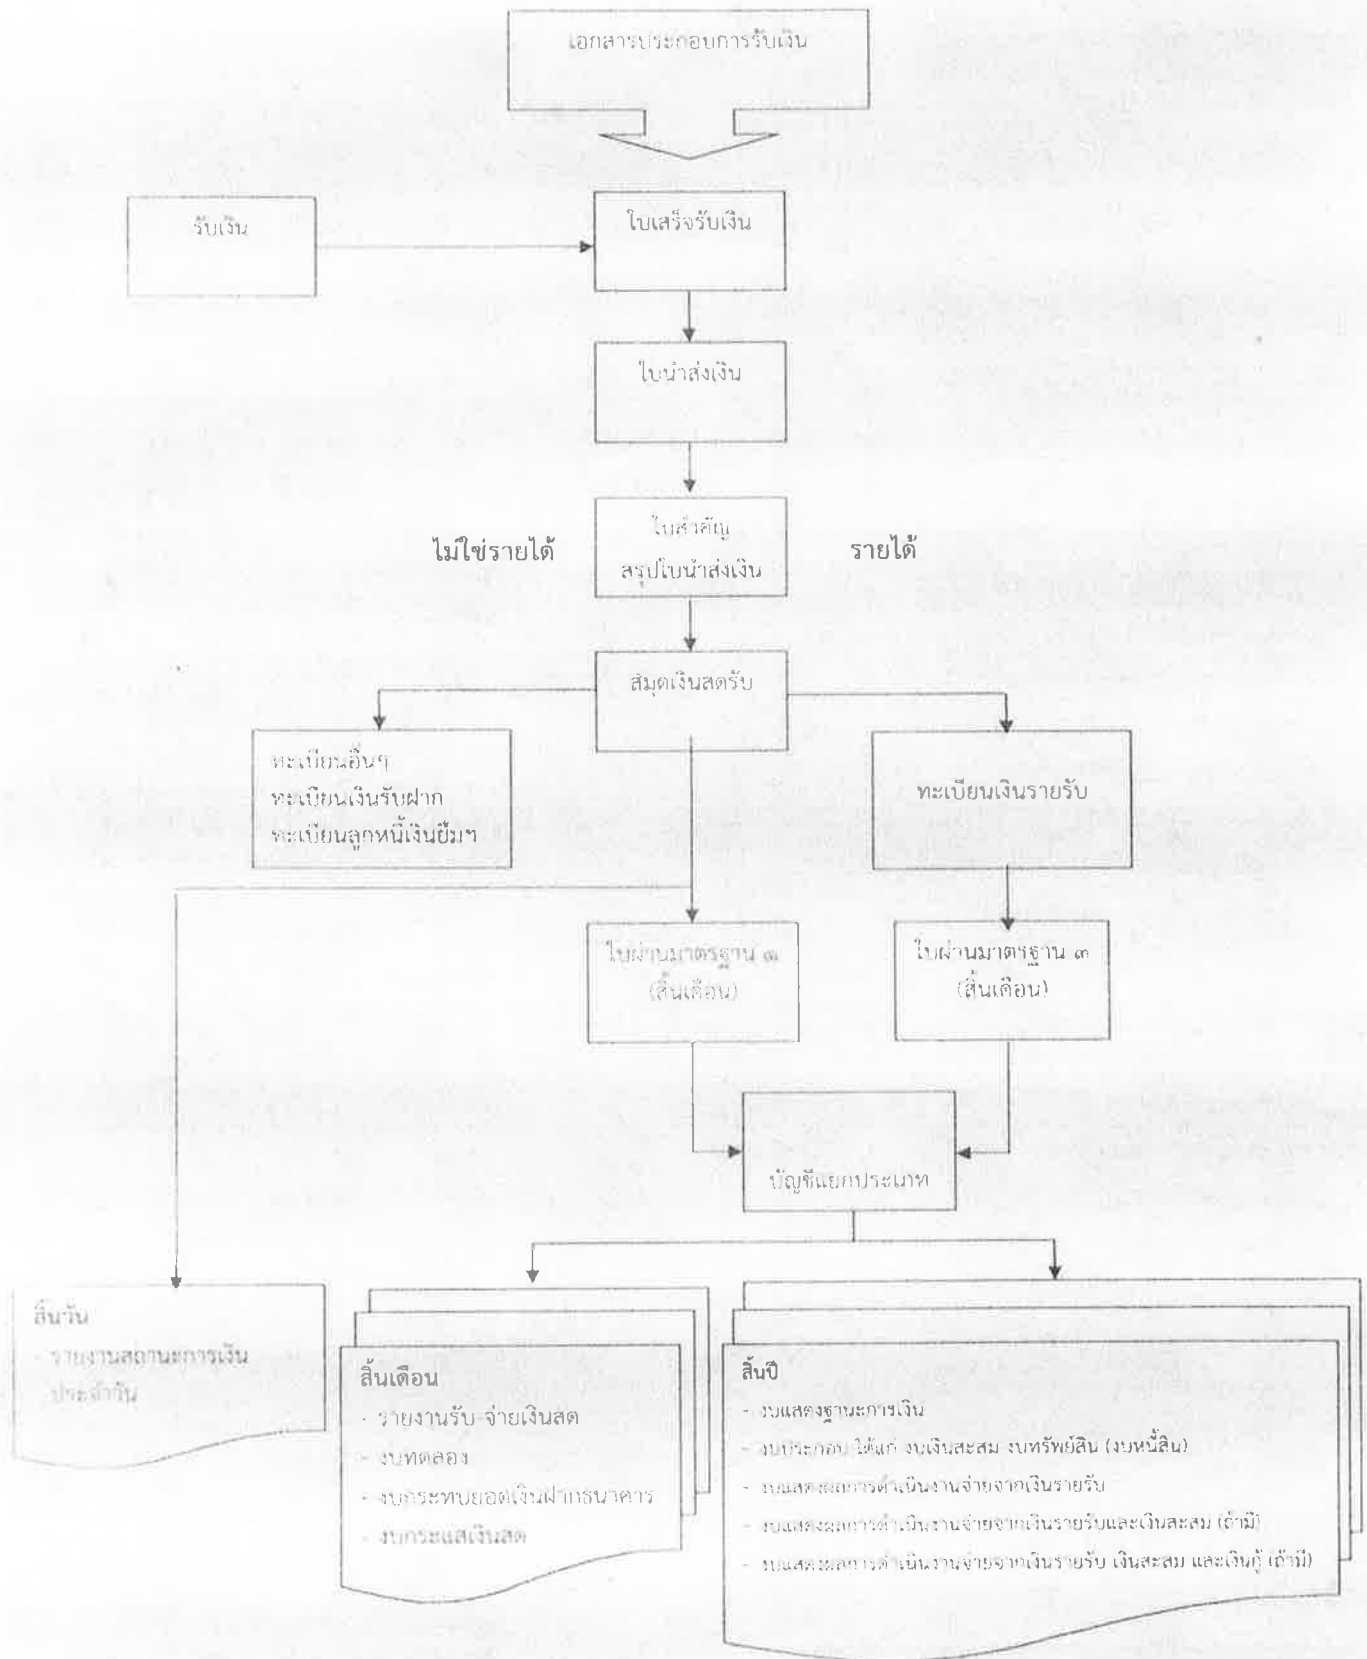 เอกสารประกอบการรับเงิน
รับเงิน
ใบเสร็จรับเงิน
ใบนำส่งเงิน
ไม่ใช่รายได้
ใบสำคัญ
สรุปใบนำส่งเงิน
รายได้
สมุดเงินสดรับ
ทะเบียนอื่นๆ
ทะเบียนเงินรับฝาก
ทะเบียนลูกหนี้เงินยืมฯ
ทะเบียนเงินรายรับ
ใบผ่านมาตรฐาน
(สิ้นเดือน)
ใบผ่านมาตรฐาน ๓
(สิ้นเดือน)
บัญชีแยกประเภท
สิ้นวัน
- รายงานสถานะการเงิน
ประจำวัน
สิ้นเดือน
- รายงานรับ-จ่ายเงินสด
- งบทดลอง
- งบกระทบยอดเงินฝากธนาคาร
- งบกระแสเงินสด
สิ้นปี
- งบแสดงฐานะการเงิน
- งบประกอบ ได้แก่ งบเงินสะสม งบทรัพย์สิน (งบหนี้สิน)
- งบแสดงผลการดำเนินงานจ่ายจากเงินรายรับ
- งบแสดงผลการดำเนินงานจ่ายจากเงินรายรับและเงินสะสม (ถ้ามี)
- งบแสดงผลการดำเนินงานจ่ายจากเงินรายรับ เงินสะสม และเงินกู้ (ถ้ามี)